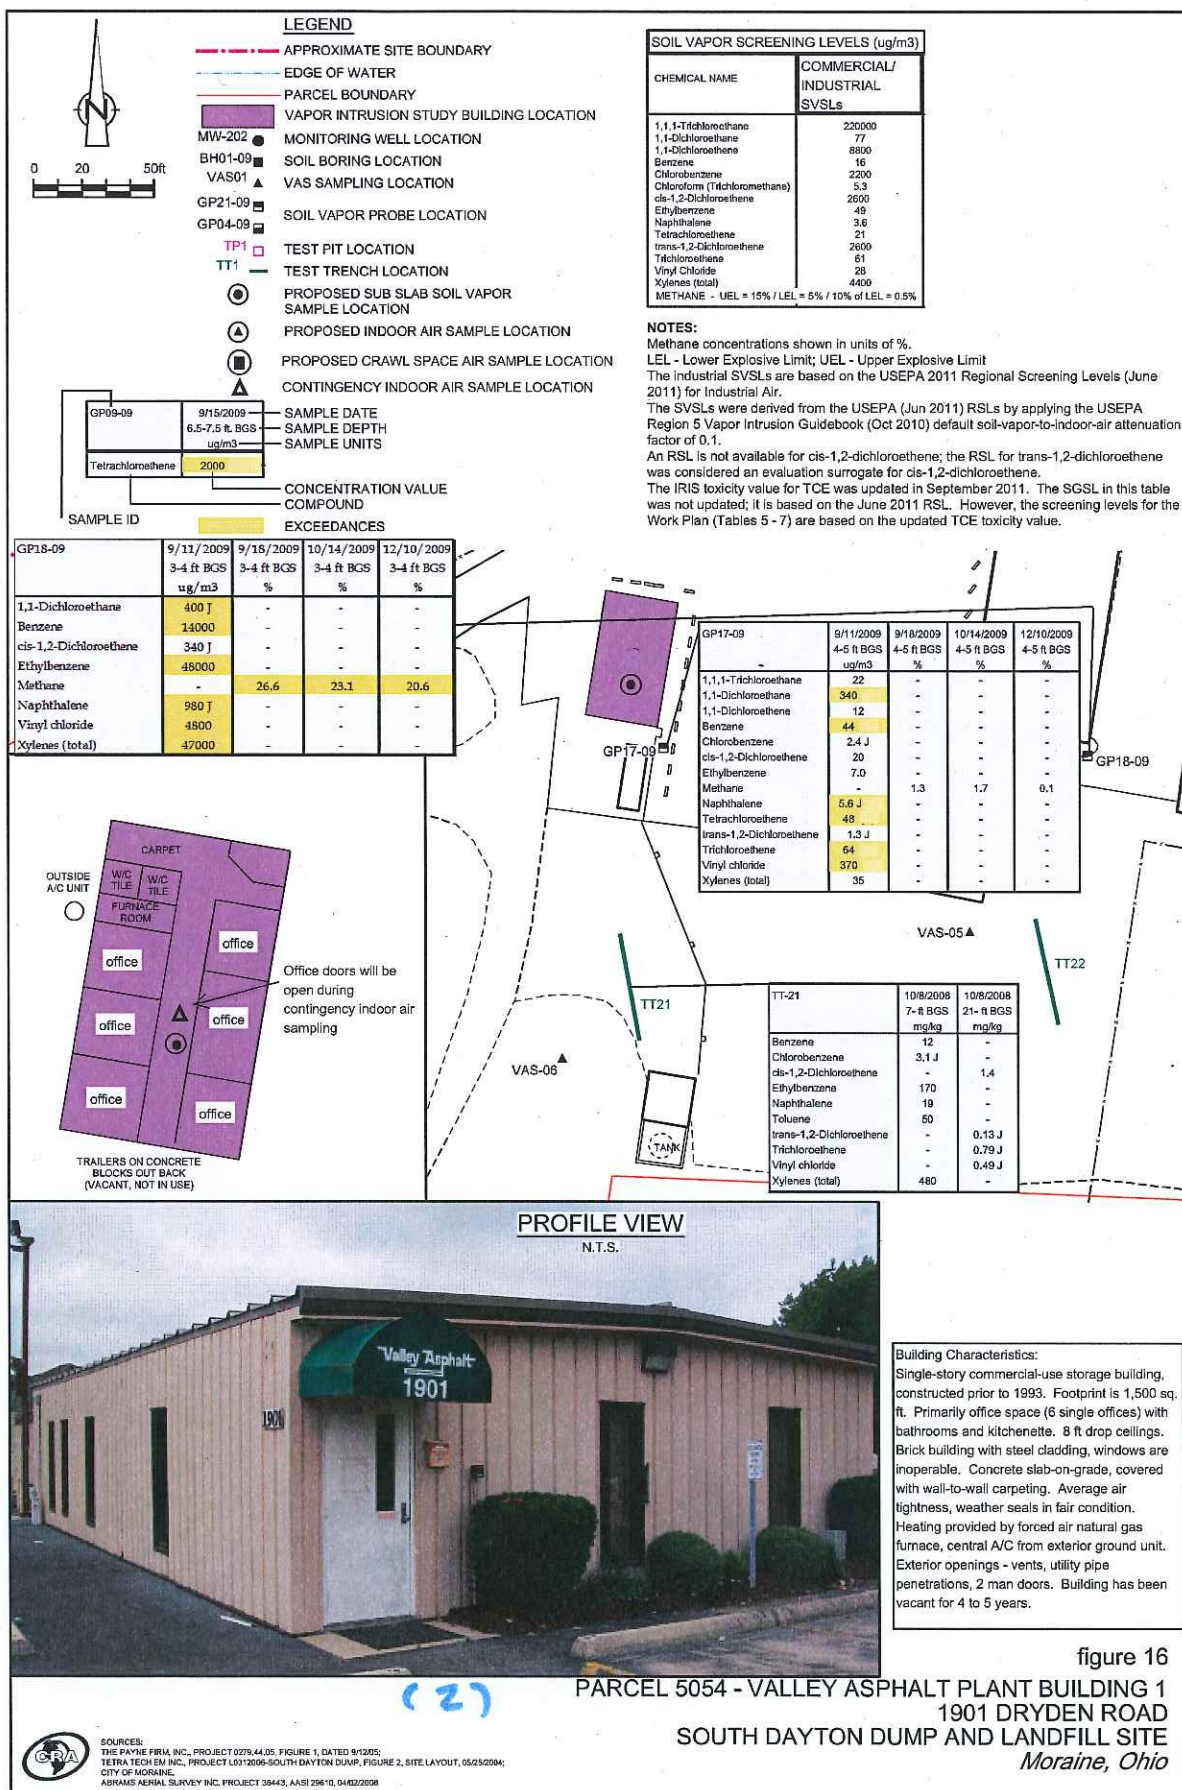 LEGEND
APPROXIMATE SITE BOUNDARY
EDGE OF WATER
PARCEL BOUNDARY
VAPOR INTRUSION STUDY BUILDING LOCATION
MW-202 MONITORING WELL LOCATION
BH01-09 SOIL BORING LOCATION
VAS01 VAS SAMPLING LOCATION
GP21-09
SOIL VAPOR PROBE LOCATION
GP04-09
TP1 TEST PIT LOCATION
TT1 TEST TRENCH LOCATION
PROPOSED SUB SLAB SOIL VAPOR
SAMPLE LOCATION
PROPOSED INDOOR AIR SAMPLE LOCATION
PROPOSED CRAWL SPACE AIR SAMPLE LOCATION
CONTINGENCY INDOOR AIR SAMPLE LOCATION
N
0 20 50ft
GP09-09 9/15/2009 SAMPLE DATE
6.5-7.5 ft. BGS SAMPLE DEPTH
ug/m3 SAMPLE UNITS
Tetrachloroethene 2000
CONCENTRATION VALUE
COMPOUND
SAMPLE ID
EXCEEDANCES
SOIL VAPOR SCREENING LEVELS (ug/m3)
CHEMICAL NAME COMMERCIAL/
INDUSTRIAL
SVSLs
1,1,1-Trichloroethane 220000
1,1-Dichloroethane 77
1,1-Dichloroethene 8800
Benzene 16
Chlorobenzene 2200
Chloroform (Trichloromethane) 5.3
cis-1,2-Dichloroethene 2600
Ethylbenzene 49
Naphthalene 3.6
Tetrachloroethene 21
trans-1,2-Dichloroethene 2600
Trichloroethene 61
Vinyl Chloride 28
Xylenes (total) 4400
METHANE - UEL = 15% / LEL = 5% / 10% of LEL = 0.5%
NOTES:
Methane concentrations shown in units of %.
LEL - Lower Explosive Limit; UEL - Upper Explosive Limit
The industrial SVSLs are based on the USEPA 2011 Regional Screening Levels (June
2011) for Industrial Air.
The SVSLs were derived from the USEPA (Jun 2011) RSLs by applying the USEPA
Region 5 Vapor Intrusion Guidebook (Oct 2010) default soil-vapor-to-indoor-air attenuation
factor of 0.1.
An RSL is not available for cis-1,2-dichloroethene; the RSL for trans-1,2-dichloroethene
was considered an evaluation surrogate for cis-1,2-dichloroethene.
The IRIS toxicity value for TCE was updated in September 2011. The SGSL in this table
was not updated; it is based on the June 2011 RSL. However, the screening levels for the
Work Plan (Tables 5 - 7) are based on the updated TCE toxicity value.
GP18-09 9/11/2009 9/18/2009 10/14/2009 12/10/2009
3-4 ft BGS 3-4 ft BGS 3-4 ft BGS 3-4 ft BGS
ug/m3 % % %
1,1-Dichloroethane 400 J - - -
Benzene 14000 - - -
cis-1,2-Dichloroethene 340 J - - -
Ethylbenzene 48000 - - -
Methane - 26.6 23.1 20.6
Naphthalene 980 J - - -
Vinyl chloride 4800 - - -
Xylenes (total) 47000 - - -
GP17-09 9/11/2009 9/18/2009 10/14/2009 12/10/2009
4-5 ft BGS 4-5 ft BGS 4-5 ft BGS 4-5 ft BGS
- ug/m3 % % %
1,1,1-Trichloroethane 22 - - -
1,1-Dichloroethane 340 - - -
1,1-Dichloroethene 12 - - -
Benzene 44 - - -
Chlorobenzene 2.4 J - - -
cis-1,2-Dichloroethene 20 - - -
Ethylbenzene 7.0 - - -
Methane - 1.3 1.7 0.1
Naphthalene 5.6 J - - -
Tetrachloroethene 48 - - -
trans-1,2-Dichloroethene 1.3 J - - -
Trichloroethene 64 - - -
Vinyl chloride 370 - - -
Xylenes (total) 35 - - -
GP17-09
GP18-09
VAS-05
TT22
TT21
VAS-06
TANK
TT-21 10/8/2008 10/8/2008
7- ft BGS 21- ft BGS
mg/kg mg/kg
Benzene 12 -
Chlorobenzene 3.1 J -
cis-1,2-Dichloroethene - 1.4
Ethylbenzene 170 -
Naphthalene 19 -
Toluene 50 -
trans-1,2-Dichloroethene - 0.13 J
Trichloroethene - 0.79 J
Vinyl chloride - 0.49 J
Xylenes (total) 480 -
CARPET
W/C
TILE
W/C
TILE
OUTSIDE
A/C UNIT
FURNACE
ROOM
office
office
office
office
office
office
Office doors will be
open during
contingency indoor air
sampling
TRAILERS ON CONCRETE
BLOCKS OUT BACK
(VACANT, NOT IN USE)
PROFILE VIEW
N.T.S.
Valley Asphalt
1901
1901
Building Characteristics:
Single-story commercial-use storage building,
constructed prior to 1993. Footprint is 1,500 sq.
ft. Primarily office space (6 single offices) with
bathrooms and kitchenette. 8 ft drop ceilings.
Brick building with steel cladding, windows are
inoperable. Concrete slab-on-grade, covered
with wall-to-wall carpeting. Average air
tightness, weather seals in fair condition.
Heating provided by forced air natural gas
furnace, central A/C from exterior ground unit.
Exterior openings - vents, utility pipe
penetrations, 2 man doors. Building has been
vacant for 4 to 5 years.
figure 16
(2)
PARCEL 5054 - VALLEY ASPHALT PLANT BUILDING 1
1901 DRYDEN ROAD
SOUTH DAYTON DUMP AND LANDFILL SITE
Moraine, Ohio
CRA
SOURCES:
THE PAYNE FIRM, INC., PROJECT 0279.44.05, FIGURE 1, DATED 9/12/05;
TETRA TECH EM INC., PROJECT L0312006-SOUTH DAYTON DUMP, FIGURE 2, SITE LAYOUT, 05/25/2004;
CITY OF MORAINE,
ABRAMS AERIAL SURVEY INC. PROJECT 38443, AASI 29610, 04/02/2008